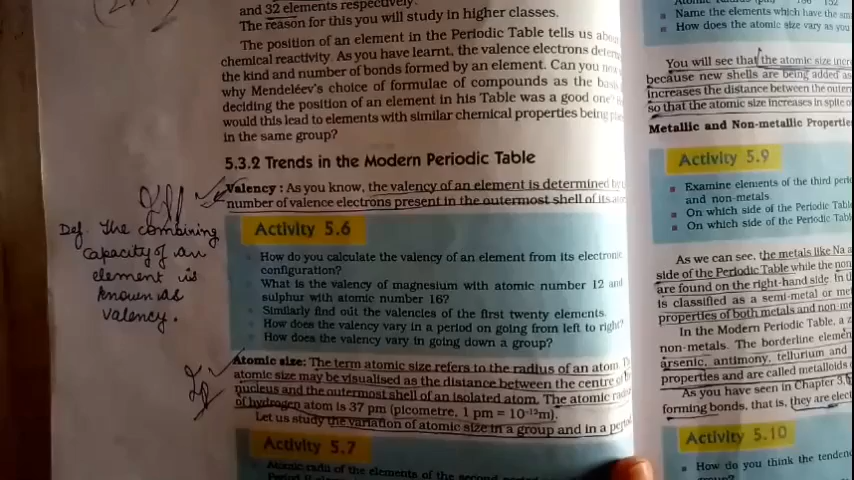 and 32 elements respectively.
The reason for this you will study in higher classes.
The position of an element in the Periodic Table tells us about
chemical reactivity. As you have learnt, the valence electrons
the kind and number of bonds formed by an element. Can you
why Mendeléev's choice of formulae of compounds as the
deciding the position of an element in his Table was a good one?
would this lead to elements with similar chemical properties being
in the same group?
5.3.2 Trends in the Modern Periodic Table
Valency : As you know, the valency of an element is determined
number of valence electrons present in the outermost shell of its
Def. The combining
capacity of an
element is
known as
valency.
Activity 5.6
How do you calculate the valency of an element from its electronic
configuration?
What is the valency of magnesium with atomic number 12 and
sulphur with atomic number 16?
Similarly find out the valencies of the first twenty elements.
How does the valency vary in a period on going from left to right?
How does the valency vary in going down a group?
Atomic size: The term atomic size refers to the radius of an atom.
atomic size may be visualised as the distance between the centre of
nucleus and the outermost shell of an isolated atom. The atomic
of hydrogen atom is 37 pm (picometre, 1 pm = 10⁻¹²m).
Let us study the variation of atomic size in a group and in a
Activity 5.7
Atomic radii of the elements of the second
Name the elements which have the
How does the atomic size vary as you
You will see that the atomic size
because new shells are being added as
increases the distance between the
so that the atomic size increases in spite
Metallic and Non-metallic
Activity 5.9
Examine elements of the third
and non-metals.
On which side of the Periodic
On which side of the Periodic
As we can see, the metals like Na
side of the Periodic Table while the
are found on the right-hand side. In
is classified as a semi-metal or
properties of both metals and
In the Modern Periodic Table, a
non-metals. The borderline
arsenic, antimony, tellurium and
properties and are called metalloids
As you have seen in Chapter 3,
forming bonds, that is, they are
Activity 5.10
How do you think the
group?